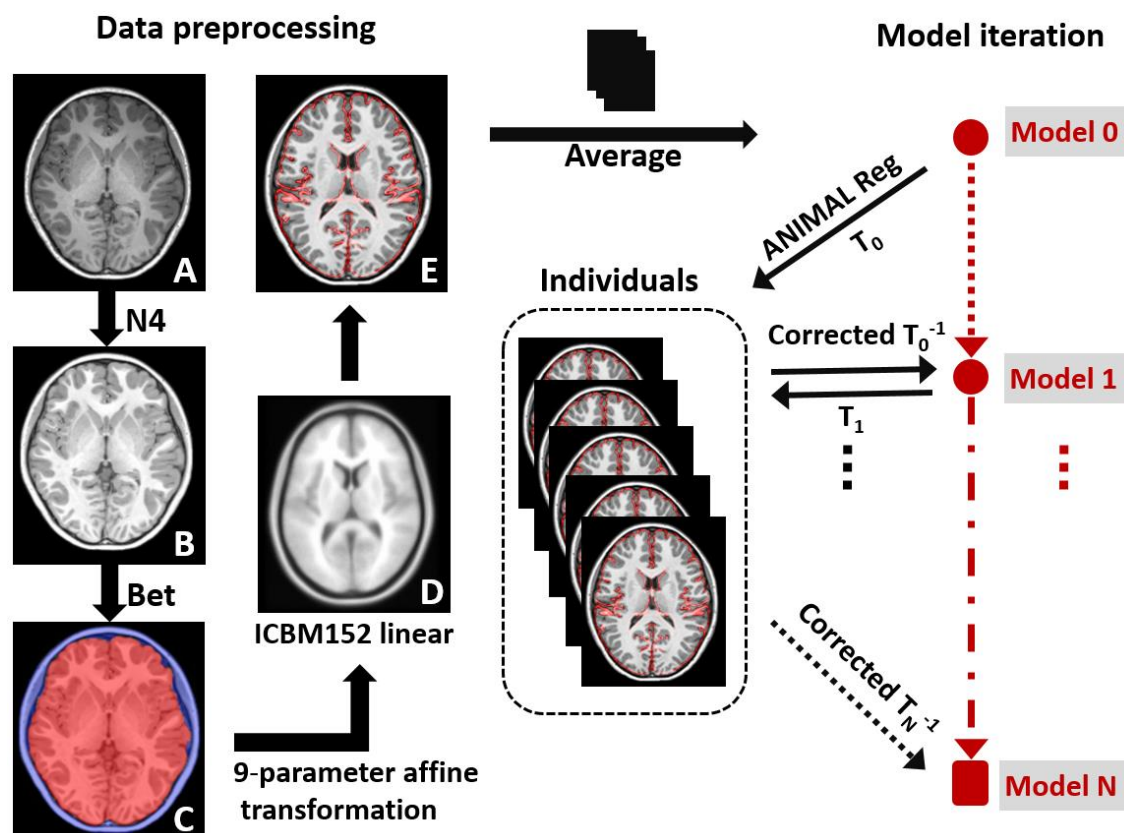 Data preprocessing
A
N4
B
Bet
C
9-parameter affine
transformation
ICBM152 linear
D
E
Average
Model iteration
Model 0
ANIMAL Reg
T₀
Individuals
Corrected T₀⁻¹
T₁
Model 1
Corrected T_N⁻¹
Model N